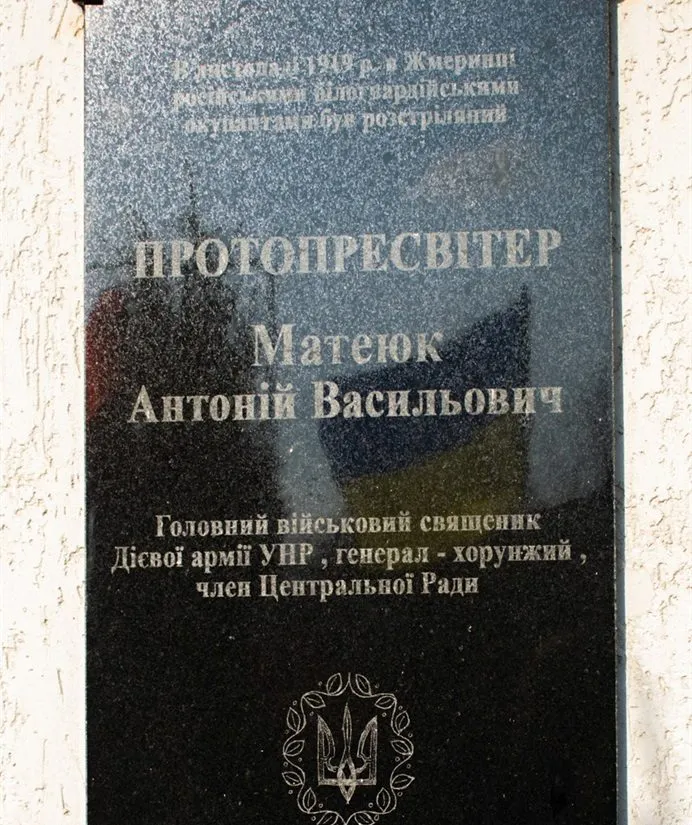 В листопаді 1919 р. в Жмеринці
російськими білогвардійськими
окупантами був розстріляний
ПРОТОПРЕСВІТЕР
Матеюк
Антоній Васильович
Головний військовий священик
Дієвої армії УНР , генерал - хорунжий ,
член Центральної Ради